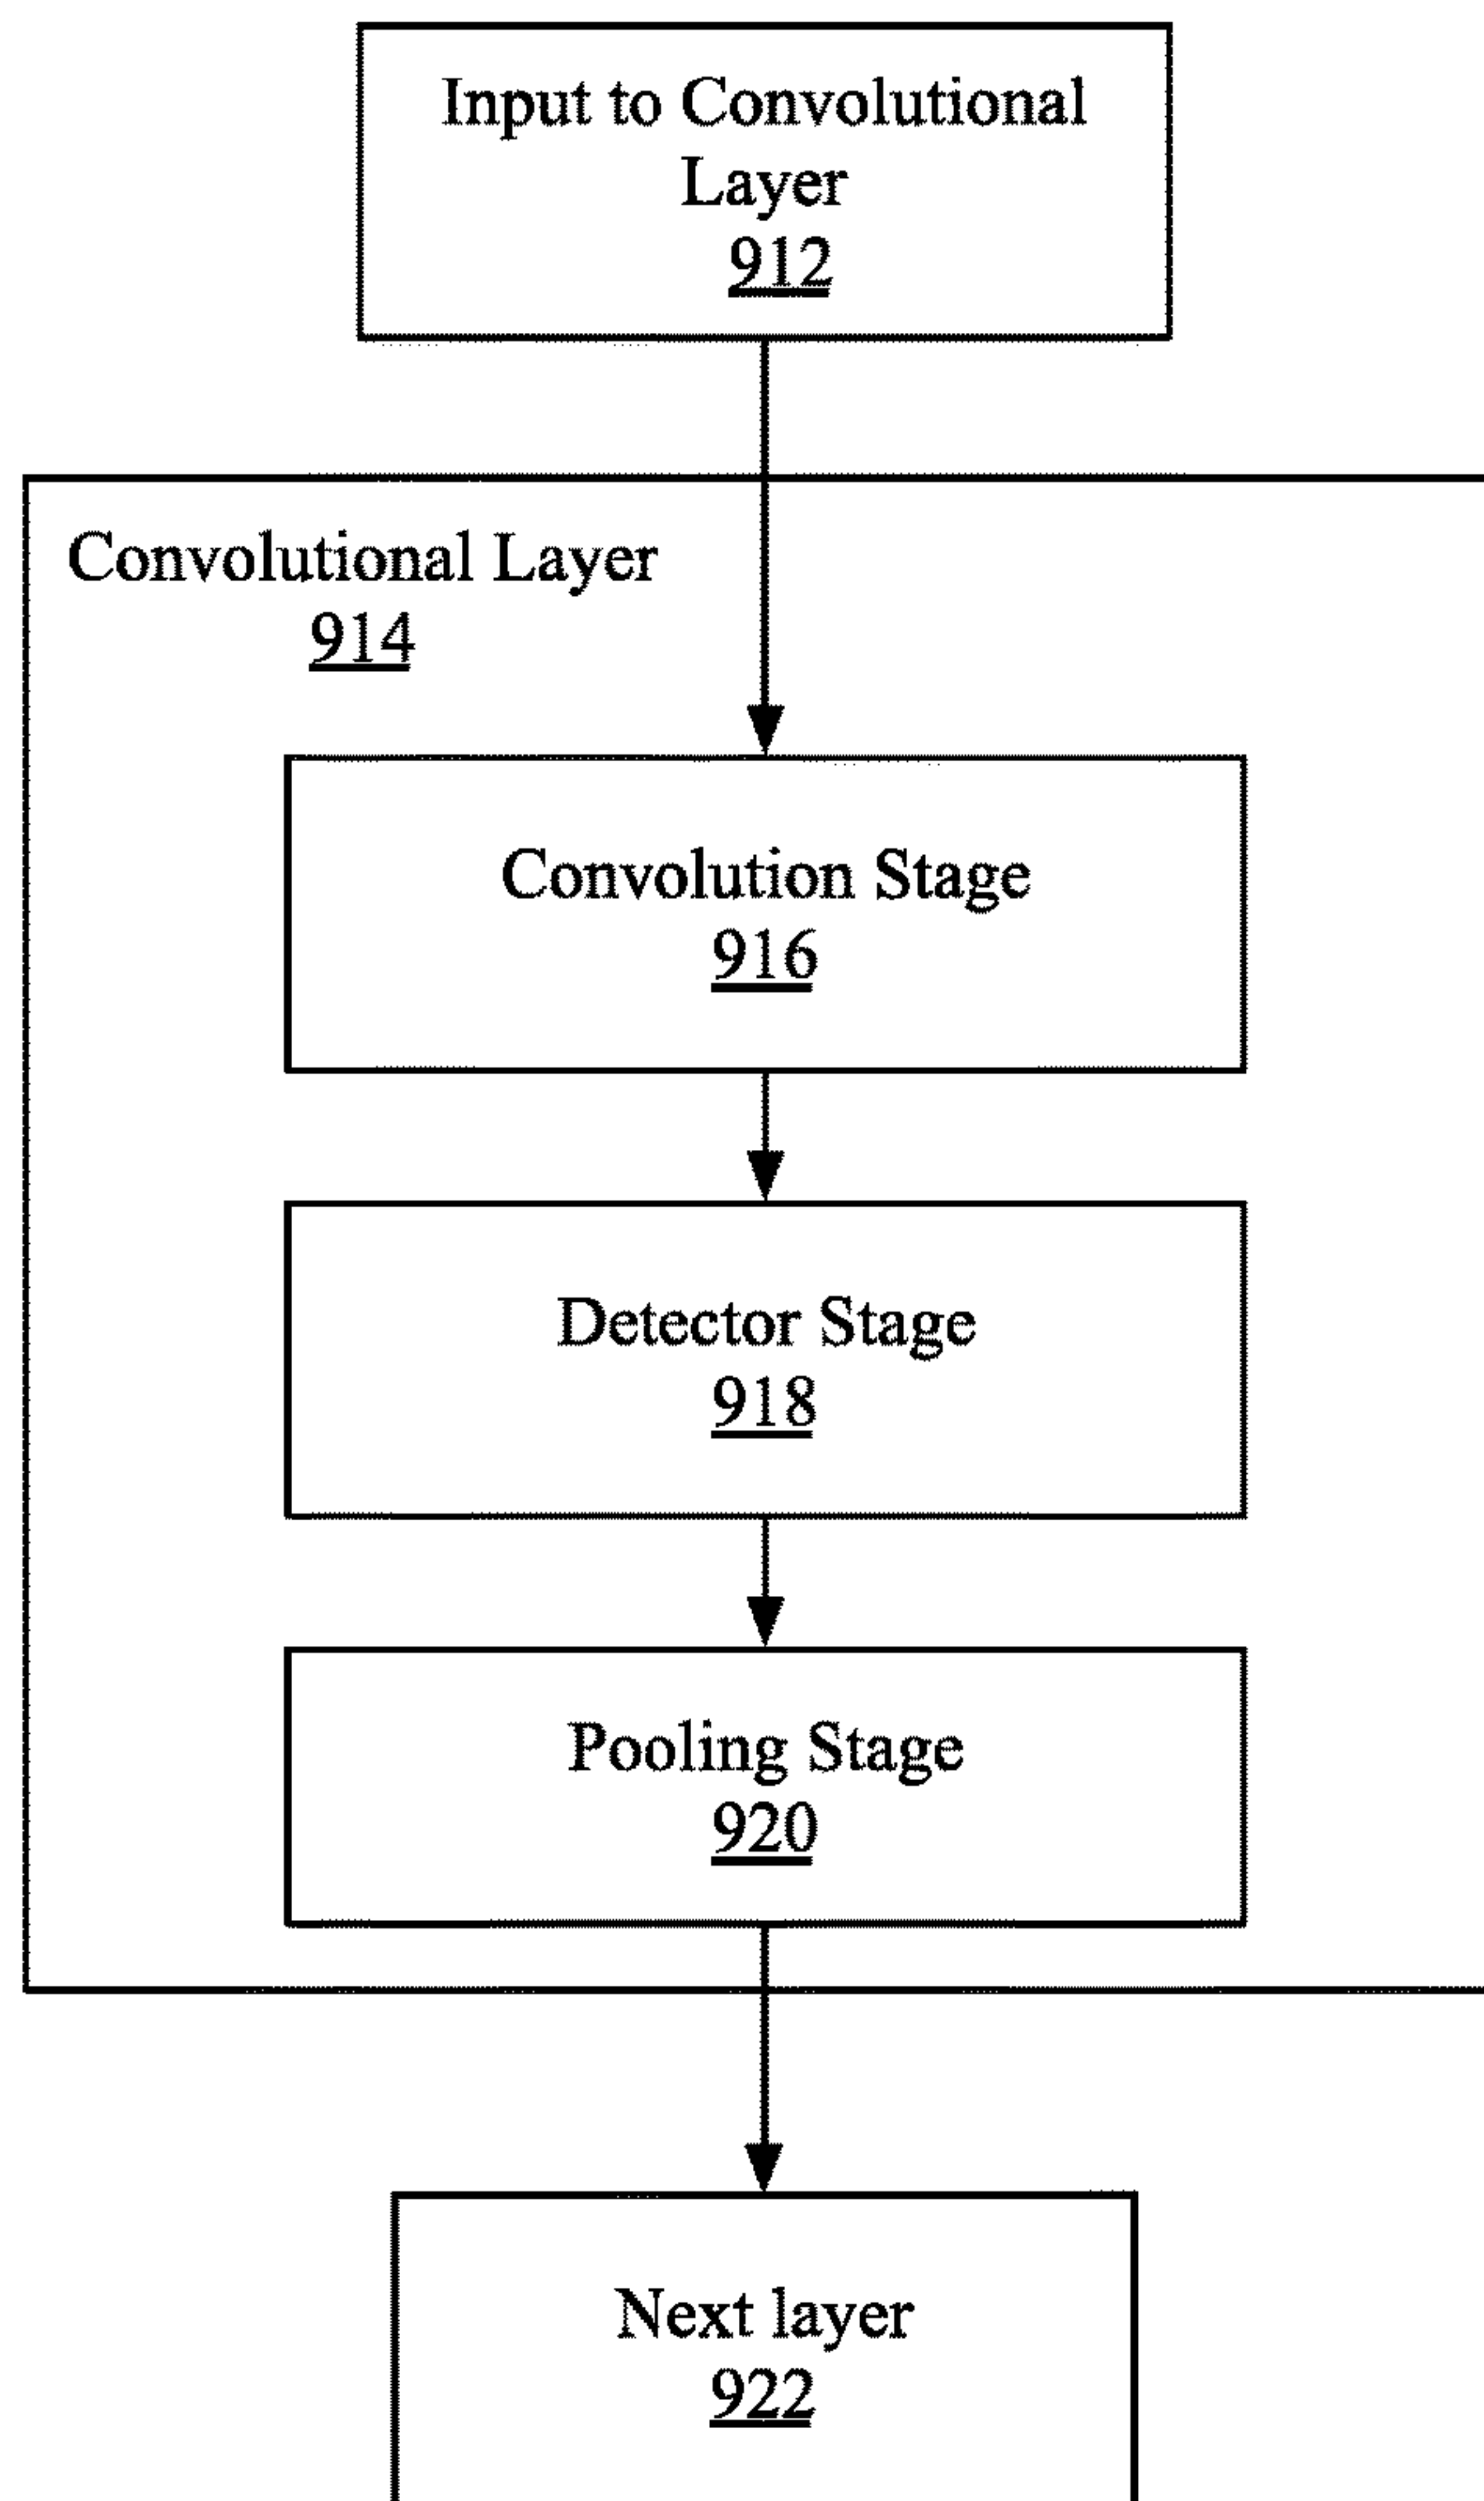 Input to Convolutional
Layer
912
Convolutional Layer
914
Convolution Stage
916
Detector Stage
918
Pooling Stage
920
Next layer
922